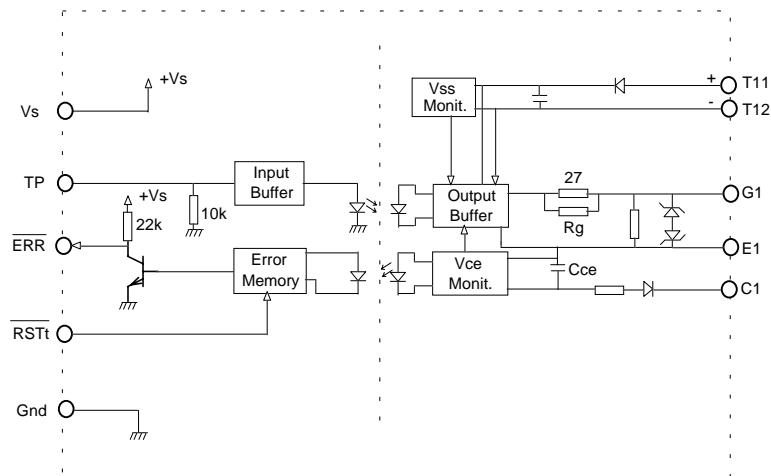 +Vs
Vs
Vss
Monit.
+
T11
-
T12
TP
Input
Buffer
+Vs
10k
22k
Output
Buffer
27
Rg
G1
ERR
Error
Memory
Vce
Monit.
Cce
E1
C1
RSTt
Gnd